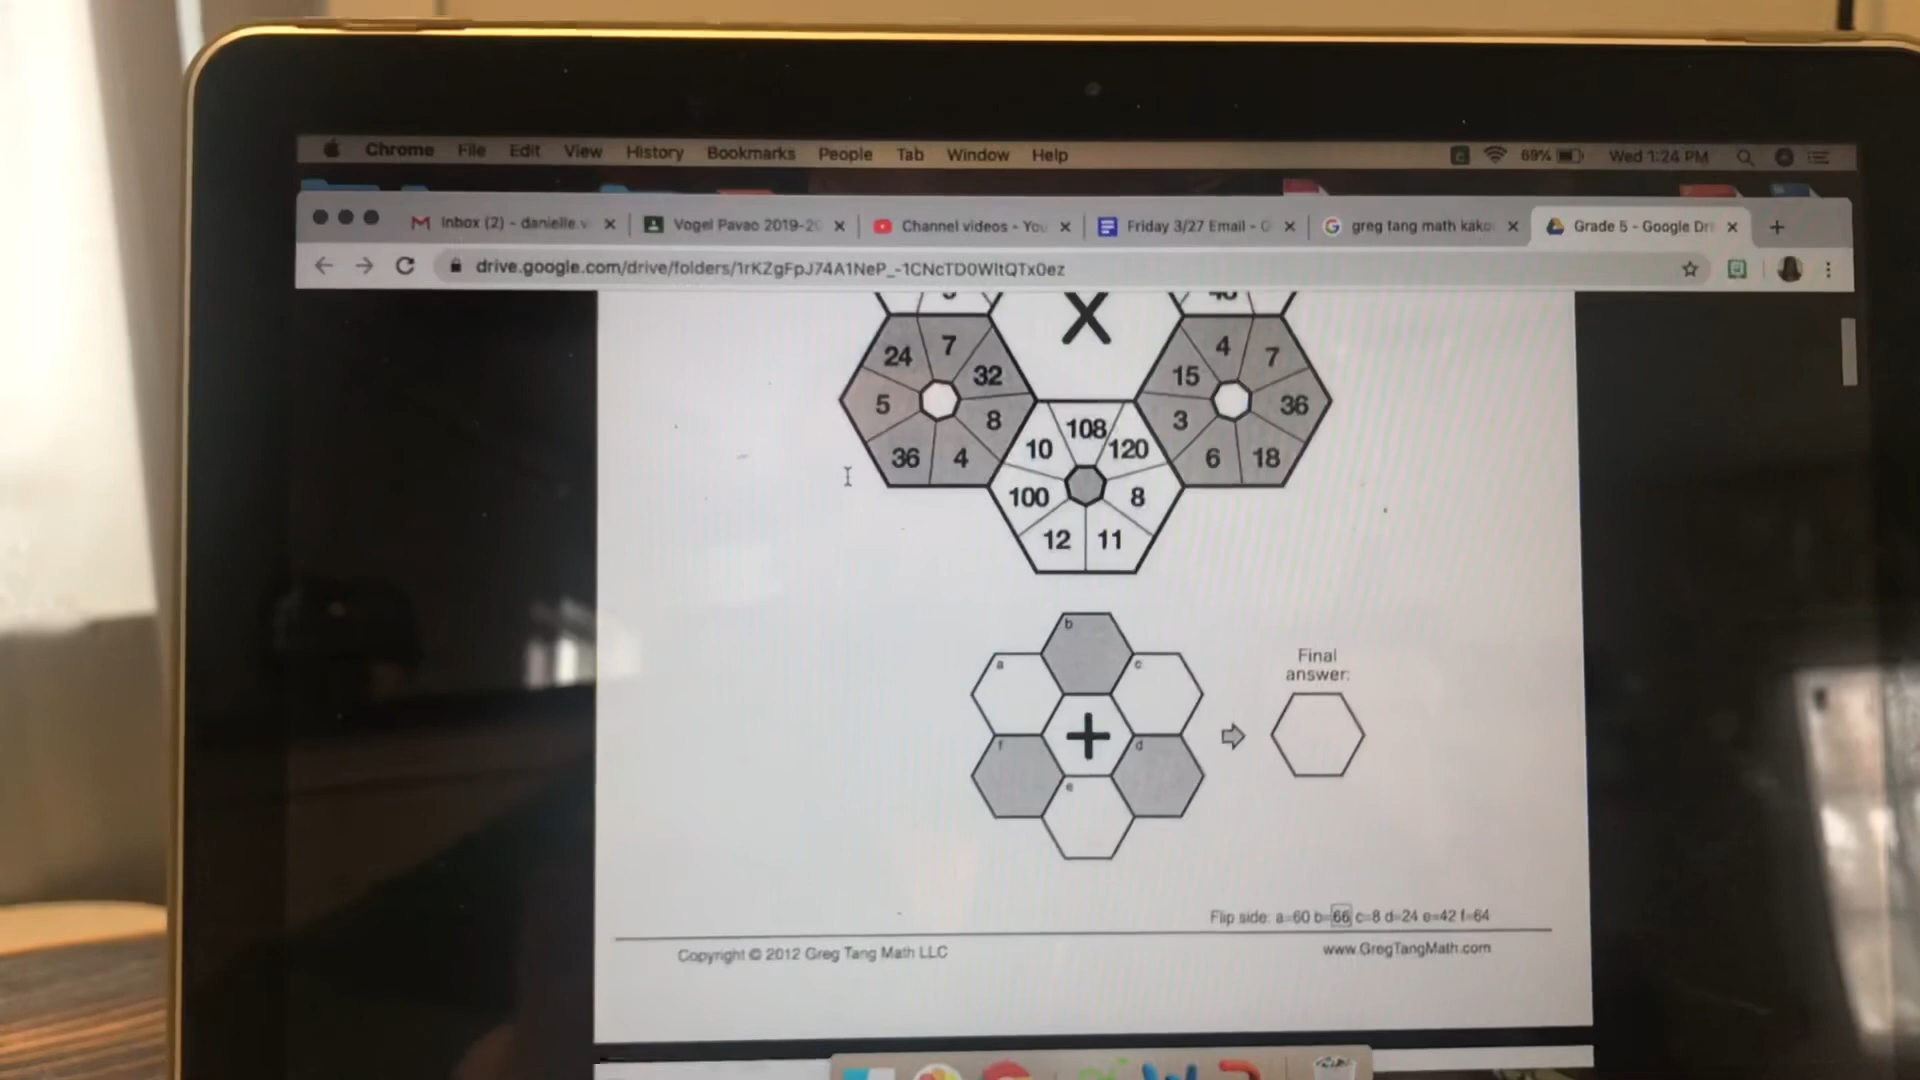 Chrome File Edit View History Bookmarks People Tab Window Help 69% Wed 1:24 PM
Inbox (2) - danielle.v Vogel Pavao 2019-20 Channel videos - You Friday 3/27 Email - G greg tang math kako Grade 5 - Google Dri
drive.google.com/drive/folders/1rKZgFpJ74A1NeP_-1CNcTD0WltQTx0ez
X
24 7 32 8 4 36 5
4 7 36 18 6 3 15
108 120 8 11 12 100 10
b
a c
+
f d
e
Final
answer:
Flip side: a=60 b=66 c=8 d=24 e=42 f=64
Copyright © 2012 Greg Tang Math LLC www.GregTangMath.com